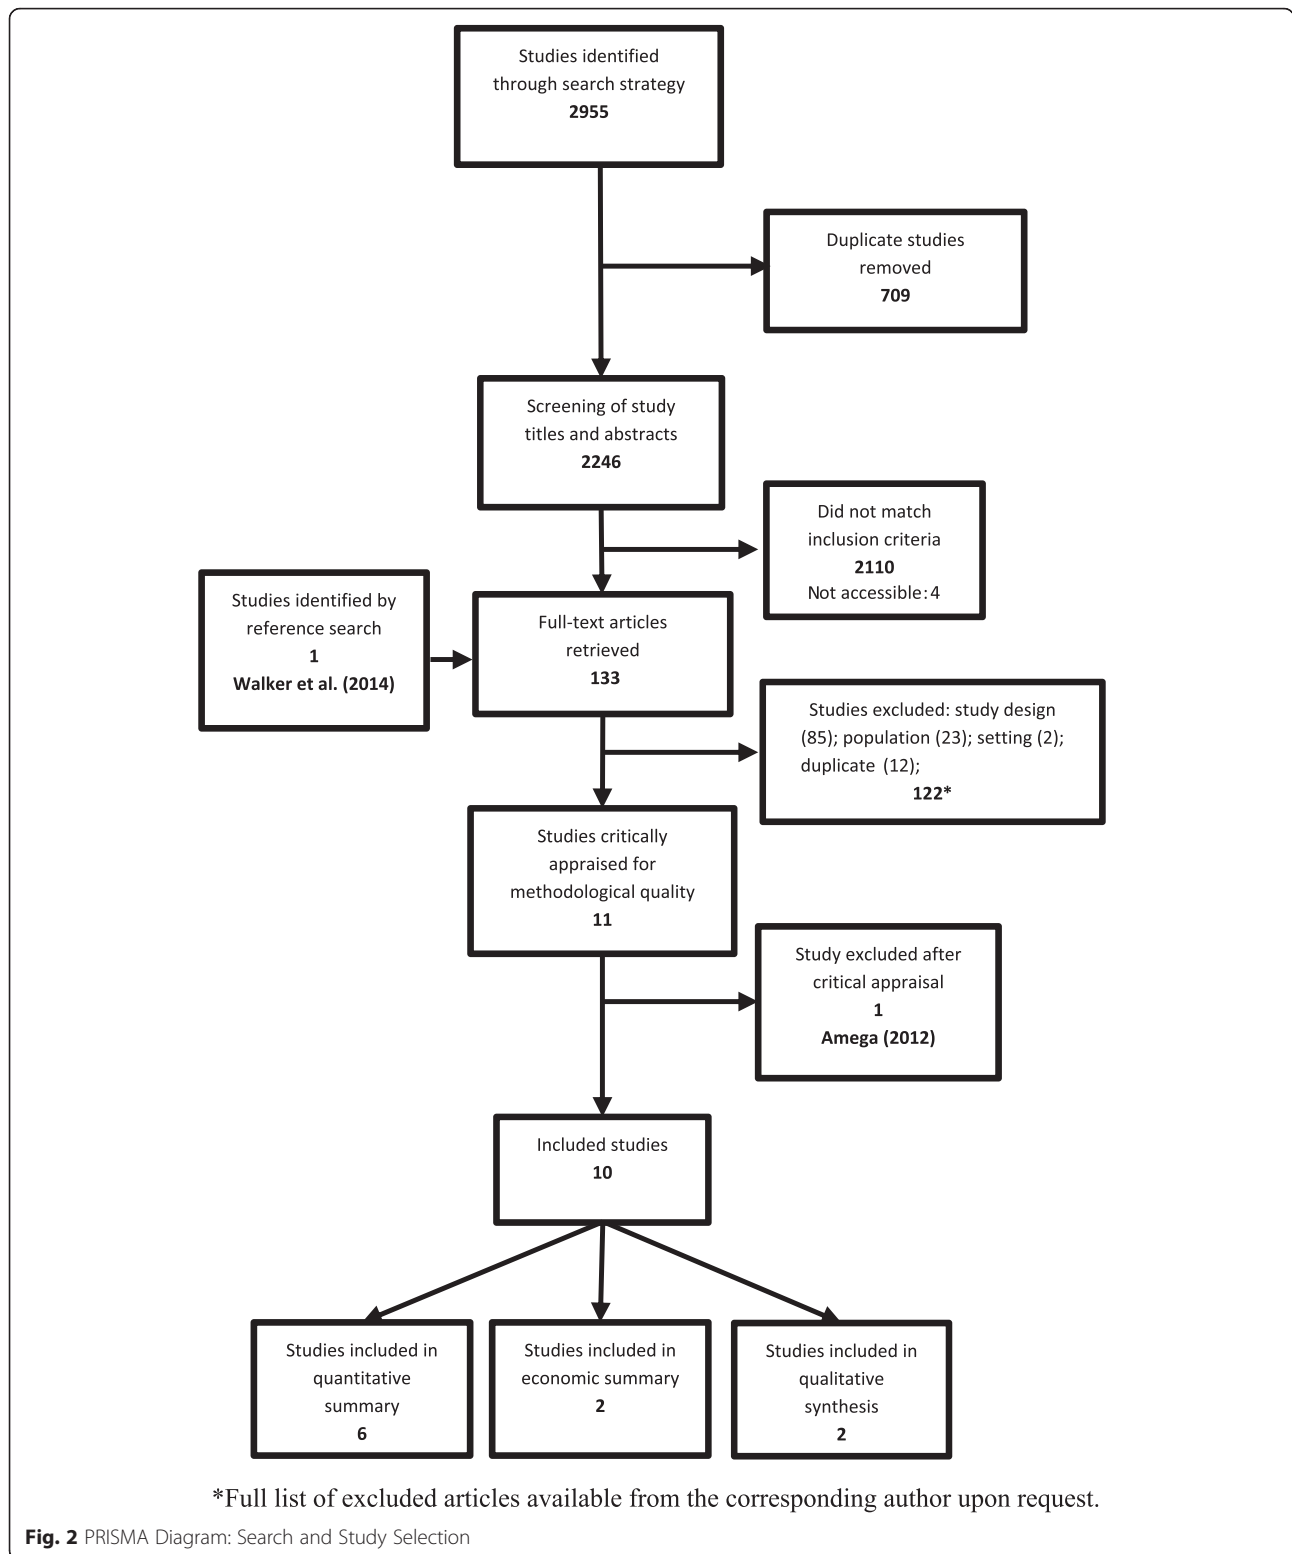 Studies identified
through search strategy
2955
Duplicate studies
removed
709
Screening of study
titles and abstracts
2246
Did not match
inclusion criteria
2110
Not accessible: 4
Studies identified by
reference search
1
Walker et al. (2014)
Full-text articles
retrieved
133
Studies excluded: study design
(85); population (23); setting (2);
duplicate (12);
122*
Studies critically
appraised for
methodological quality
11
Study excluded after
critical appraisal
1
Amega (2012)
Included studies
10
Studies included in
quantitative
summary
6
Studies included in
economic summary
2
Studies included in
qualitative
synthesis
2
*Full list of excluded articles available from the corresponding author upon request.
Fig. 2 PRISMA Diagram: Search and Study Selection